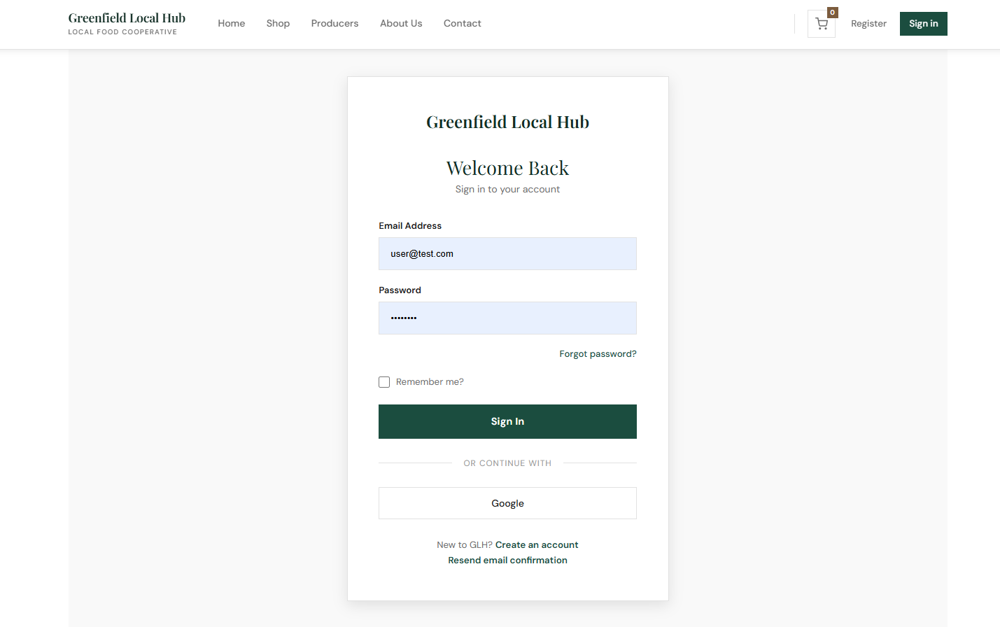 Greenfield Local Hub
LOCAL FOOD COOPERATIVE
Home
Shop
Producers
About Us
Contact
0
Register
Sign in
Greenfield Local Hub
Welcome Back
Sign in to your account
Email Address
user@test.com
Password
••••••••
Forgot password?
Remember me?
Sign In
OR CONTINUE WITH
Google
New to GLH? Create an account
Resend email confirmation